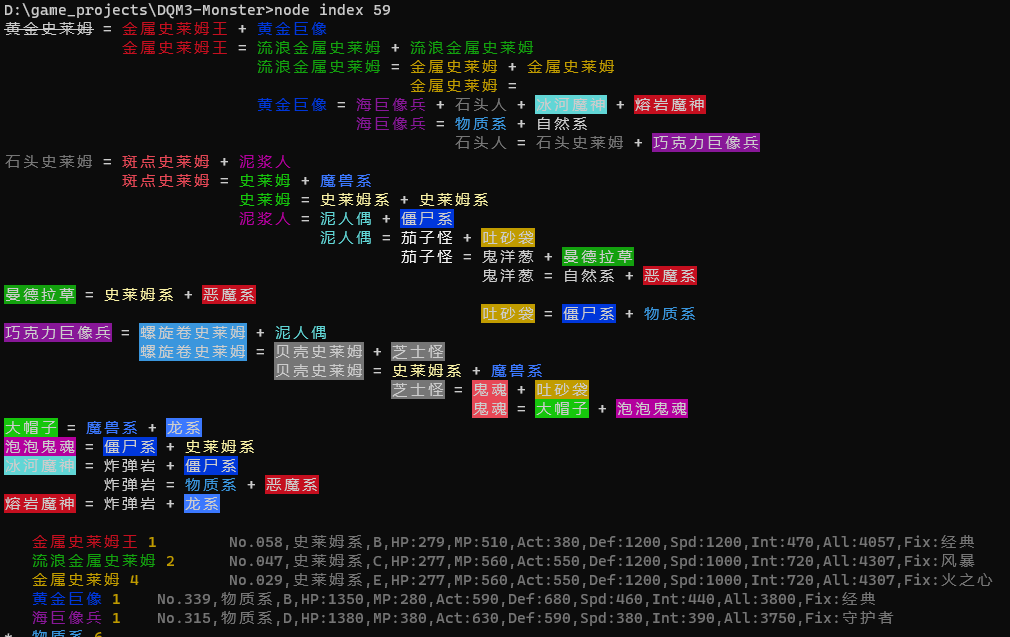 D:\game_projects\DQM3-Monster>node index 59
黄金史莱姆 = 金属史莱姆王 + 黄金巨像
金属史莱姆王 = 流浪金属史莱姆 + 流浪金属史莱姆
流浪金属史莱姆 = 金属史莱姆 + 金属史莱姆
金属史莱姆 =
黄金巨像 = 海巨像兵 + 石头人 + 冰河魔神 + 熔岩魔神
海巨像兵 = 物质系 + 自然系
石头人 = 石头史莱姆 + 巧克力巨像兵
石头史莱姆 = 斑点史莱姆 + 泥浆人
斑点史莱姆 = 史莱姆 + 魔兽系
史莱姆 = 史莱姆系 + 史莱姆系
泥浆人 = 泥人偶 + 僵尸系
泥人偶 = 茄子怪 + 吐砂袋
茄子怪 = 鬼洋葱 + 曼德拉草
鬼洋葱 = 自然系 + 恶魔系
曼德拉草 = 史莱姆系 + 恶魔系
吐砂袋 = 僵尸系 + 物质系
巧克力巨像兵 = 螺旋卷史莱姆 + 泥人偶
螺旋卷史莱姆 = 贝壳史莱姆 + 芝士怪
贝壳史莱姆 = 史莱姆系 + 魔兽系
芝士怪 = 鬼魂 + 吐砂袋
鬼魂 = 大帽子 + 泡泡鬼魂
大帽子 = 魔兽系 + 龙系
泡泡鬼魂 = 僵尸系 + 史莱姆系
冰河魔神 = 炸弹岩 + 僵尸系
炸弹岩 = 物质系 + 恶魔系
熔岩魔神 = 炸弹岩 + 龙系
金属史莱姆王 1 No.058,史莱姆系,B,HP:279,MP:510,Act:380,Def:1200,Spd:1200,Int:470,All:4057,Fix:经典
流浪金属史莱姆 2 No.047,史莱姆系,C,HP:277,MP:560,Act:550,Def:1200,Spd:1000,Int:720,All:4307,Fix:风暴
金属史莱姆 4 No.029,史莱姆系,E,HP:277,MP:560,Act:550,Def:1200,Spd:1000,Int:720,All:4307,Fix:火之心
黄金巨像 1 No.339,物质系,B,HP:1350,MP:280,Act:590,Def:680,Spd:460,Int:440,All:3800,Fix:经典
海巨像兵 1 No.315,物质系,D,HP:1380,MP:380,Act:630,Def:590,Spd:380,Int:390,All:3750,Fix:守护者
* 物质系 6